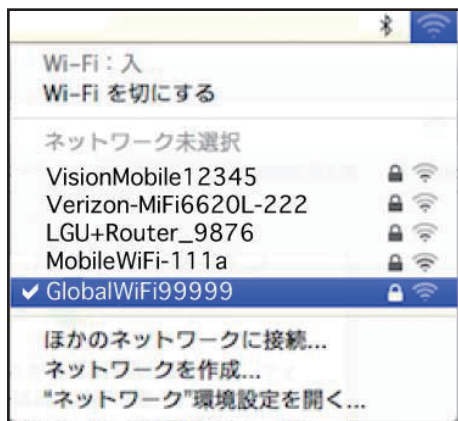 Wi-Fi：入
Wi-Fi を切にする
ネットワーク未選択
VisionMobile12345
Verizon-MiFi6620L-222
LGU+Router_9876
MobileWiFi-111a
✓ GlobalWiFi99999
ほかのネットワークに接続...
ネットワークを作成...
“ネットワーク”環境設定を開く...